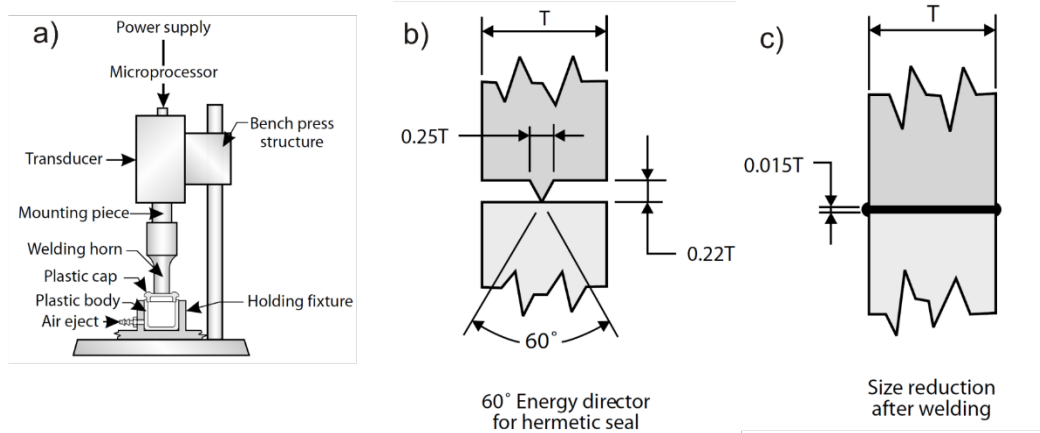 a)
Power supply
Microprocessor
Bench press
structure
Transducer
Mounting piece
Welding horn
Plastic cap
Plastic body
Holding fixture
Air eject
b)
T
0.25T
0.22T
60°
60° Energy director
for hermetic seal
c)
T
0.015T
Size reduction
after welding